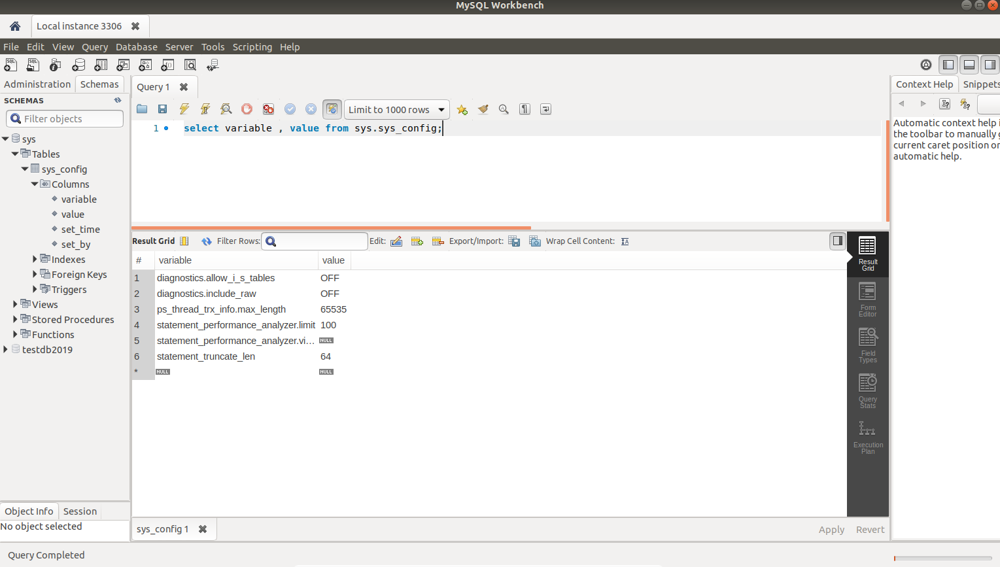 MySQL Workbench
Local instance 3306
File Edit View Query Database Server Tools Scripting Help
Administration Schemas
SCHEMAS
Filter objects
sys
Tables
sys_config
Columns
variable
value
set_time
set_by
Indexes
Foreign Keys
Triggers
Views
Stored Procedures
Functions
testdb2019
Object Info Session
No object selected
Query 1
Limit to 1000 rows
1 select variable , value from sys.sys_config;
Result Grid Filter Rows: Edit: Export/Import: Wrap Cell Content:
# variable value
1 diagnostics.allow_i_s_tables OFF
2 diagnostics.include_raw OFF
3 ps_thread_trx_info.max_length 65535
4 statement_performance_analyzer.limit 100
5 statement_performance_analyzer.vi... NULL
6 statement_truncate_len 64
* NULL NULL
Result
Grid
Form
Editor
Field
Types
Query
Stats
Execution
Plan
sys_config 1
Apply Revert
Context Help Snippets
Automatic context help i
the toolbar to manually g
current caret position or
automatic help.
Query Completed